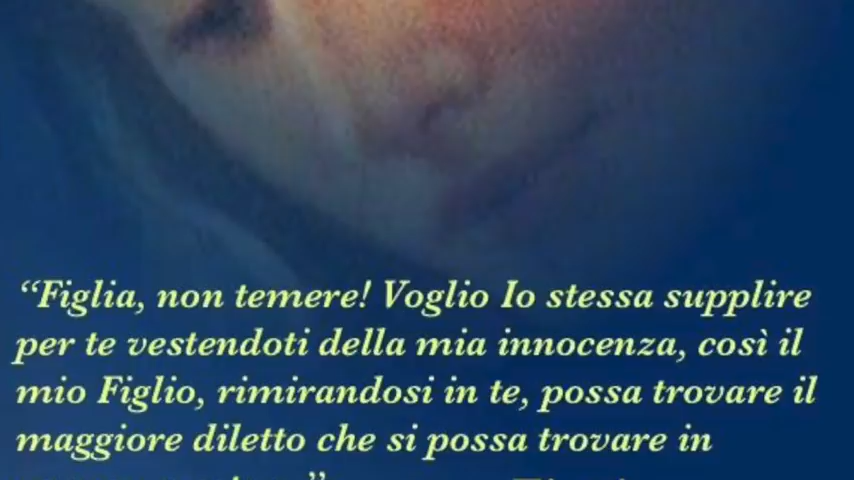 “Figlia, non temere! Voglio Io stessa supplire
per te vestendoti della mia innocenza, così il
mio Figlio, rimirandosi in te, possa trovare il
maggiore diletto che si possa trovare in
”